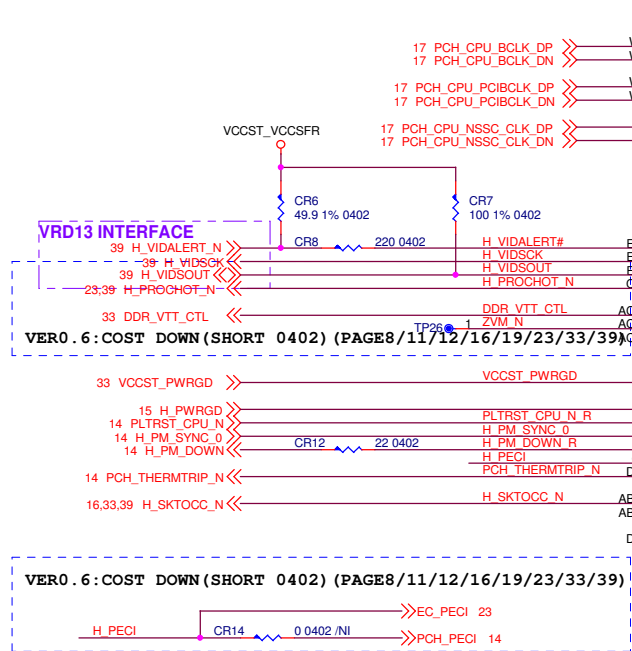 17 PCH_CPU_BCLK_DP
17 PCH_CPU_BCLK_DN
17 PCH_CPU_PCIBCLK_DP
17 PCH_CPU_PCIBCLK_DN
VCCST_VCCSFR
17 PCH_CPU_NSSC_CLK_DP
17 PCH_CPU_NSSC_CLK_DN
CR6
49.9 1% 0402
CR7
100 1% 0402
VRD13 INTERFACE
39 H_VIDALERT_N CR8 220 0402 H_VIDALERT#
39 H_VIDSCK H_VIDSCK
39 H_VIDSOUT H_VIDSOUT
23,39 H_PROCHOT_N H_PROCHOT_N
33 DDR_VTT_CTL DDR_VTT_CTL
TP26 1 ZVM_N
VER0.6:COST DOWN(SHORT 0402)(PAGE8/11/12/16/19/23/33/39)
33 VCCST_PWRGD VCCST_PWRGD
15 H_PWRGD
14 PLTRST_CPU_N PLTRST_CPU_N_R
14 H_PM_SYNC_0 H_PM_SYNC_0
14 H_PM_DOWN CR12 22 0402 H_PM_DOWN_R
H_PECI
14 PCH_THERMTRIP_N PCH_THERMTRIP_N
16,33,39 H_SKTOCC_N H_SKTOCC_N
VER0.6:COST DOWN(SHORT 0402)(PAGE8/11/12/16/19/23/33/39)
EC_PECI 23
H_PECI CR14 0 0402 /NI PCH_PECI 14